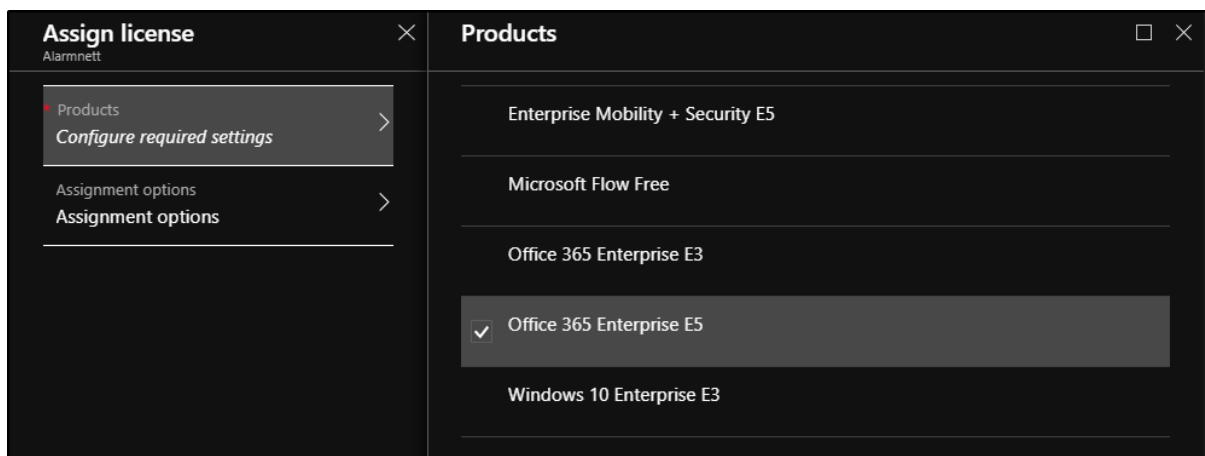 Assign license
Alarmnett
* Products
Configure required settings
Assignment options
Assignment options
Products
Enterprise Mobility + Security E5
Microsoft Flow Free
Office 365 Enterprise E3
Office 365 Enterprise E5
Windows 10 Enterprise E3